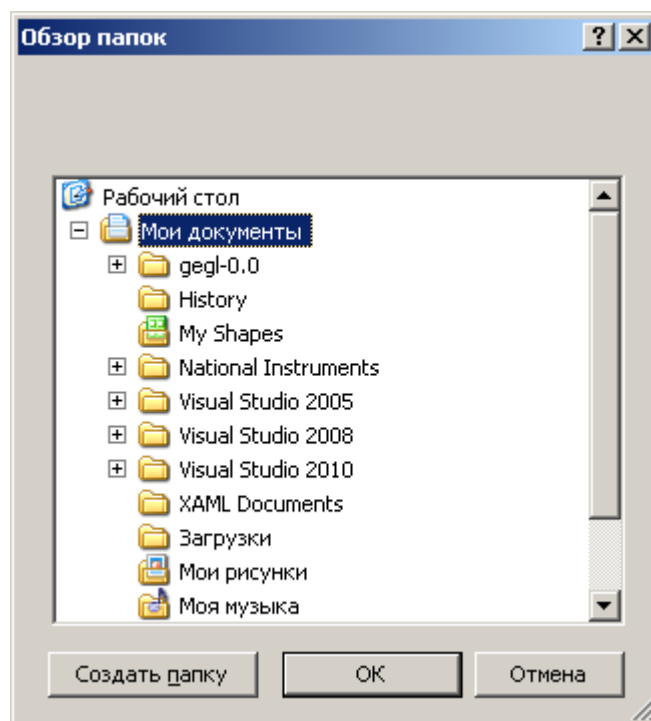 Обзор папок
Рабочий стол
Мои документы
gegl-0.0
History
My Shapes
National Instruments
Visual Studio 2005
Visual Studio 2008
Visual Studio 2010
XAML Documents
Загрузки
Мои рисунки
Моя музыка
Создать папку ОК Отмена